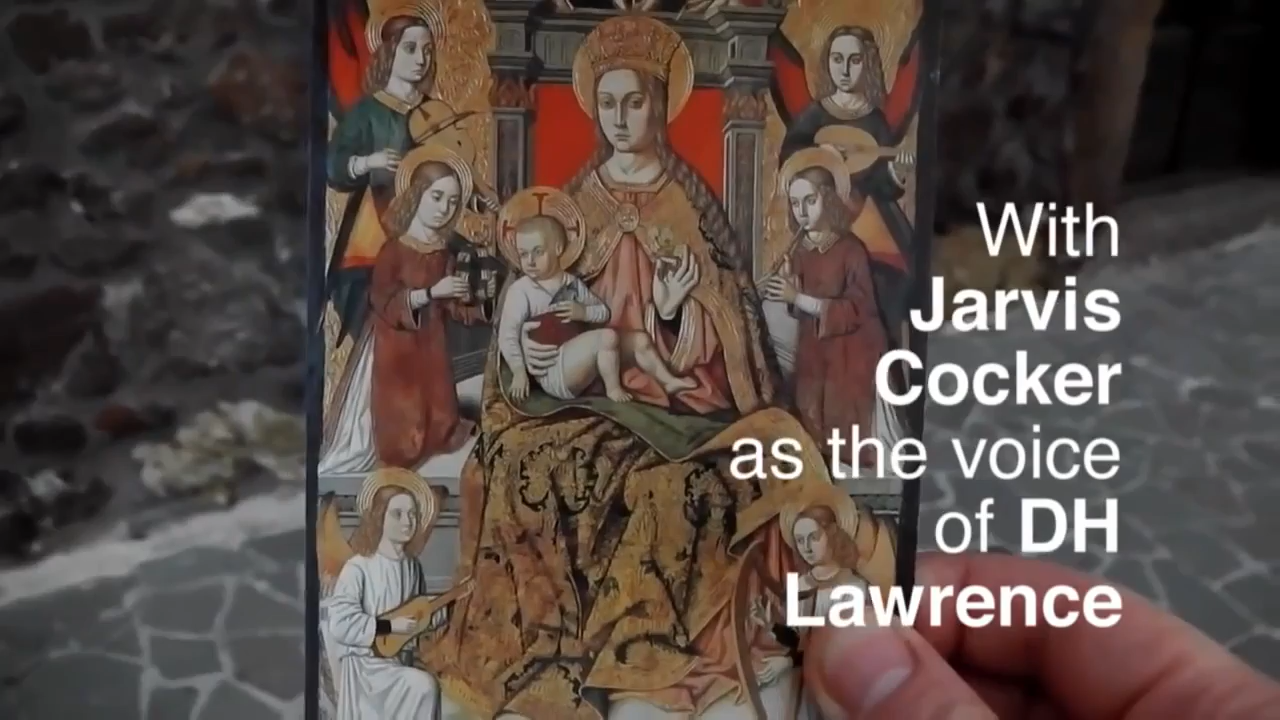 With
Jarvis
Cocker
as the voice
of DH
Lawrence